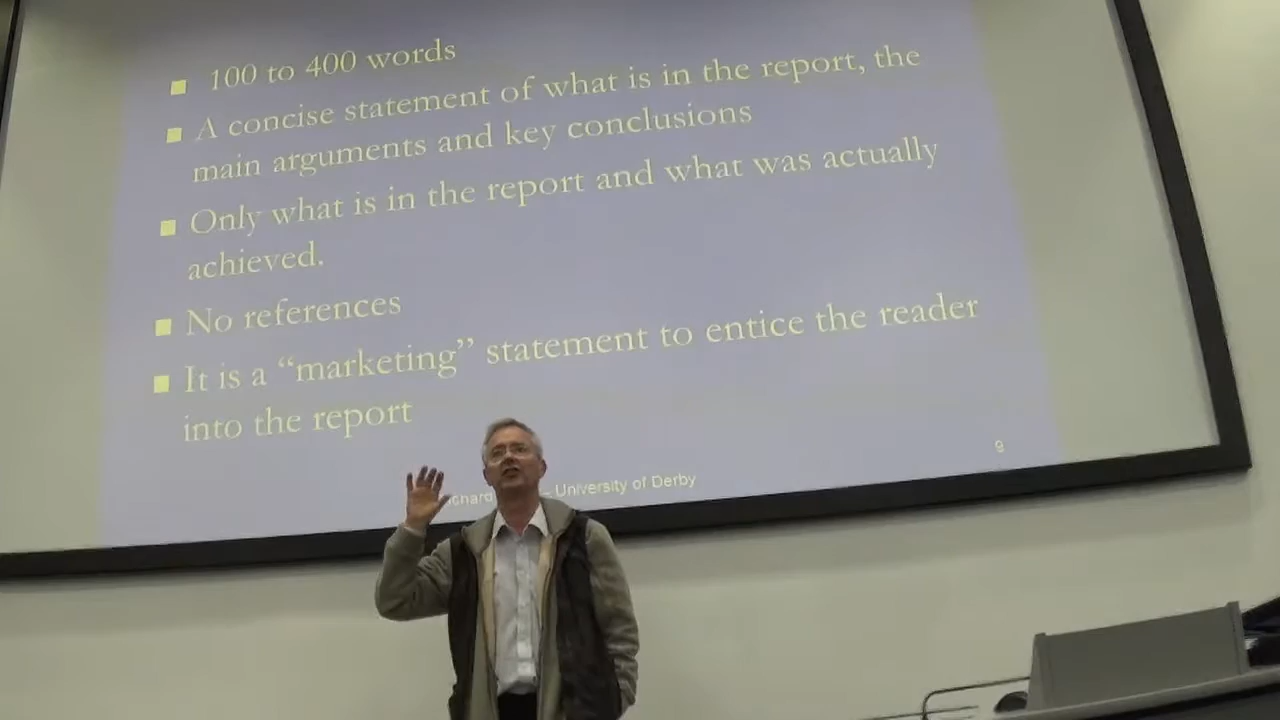 100 to 400 words
A concise statement of what is in the report, the
main arguments and key conclusions
Only what is in the report and what was actually
achieved.
No references
It is a “marketing” statement to entice the reader
into the report
– University of Derby
9